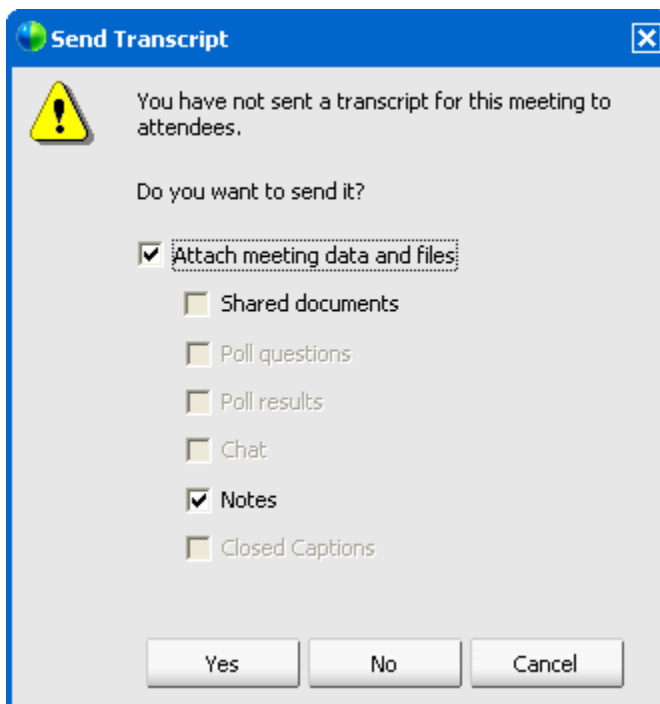 Send Transcript
You have not sent a transcript for this meeting to
attendees.
Do you want to send it?
Attach meeting data and files
Shared documents
Poll questions
Poll results
Chat
Notes
Closed Captions
Yes No Cancel